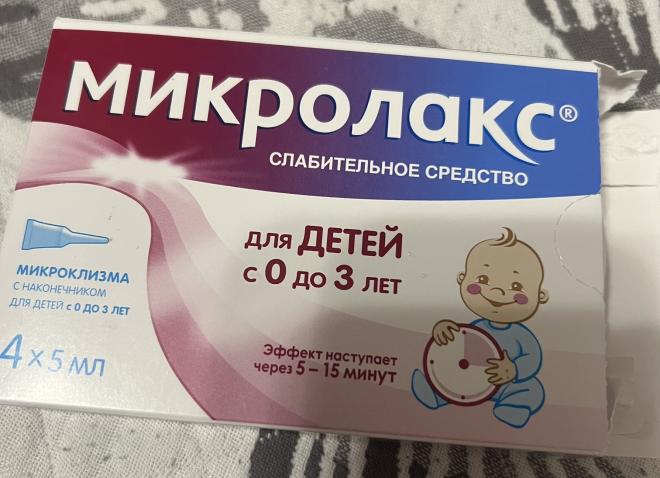 МИКРОЛАКС®
СЛАБИТЕЛЬНОЕ СРЕДСТВО
для ДЕТЕЙ
с 0 до 3 лет
МИКРОКЛИЗМА
С НАКОНЕЧНИКОМ
ДЛЯ ДЕТЕЙ с 0 ДО 3 ЛЕТ
4 x 5 мл
Эффект наступает
через 5 – 15 минут